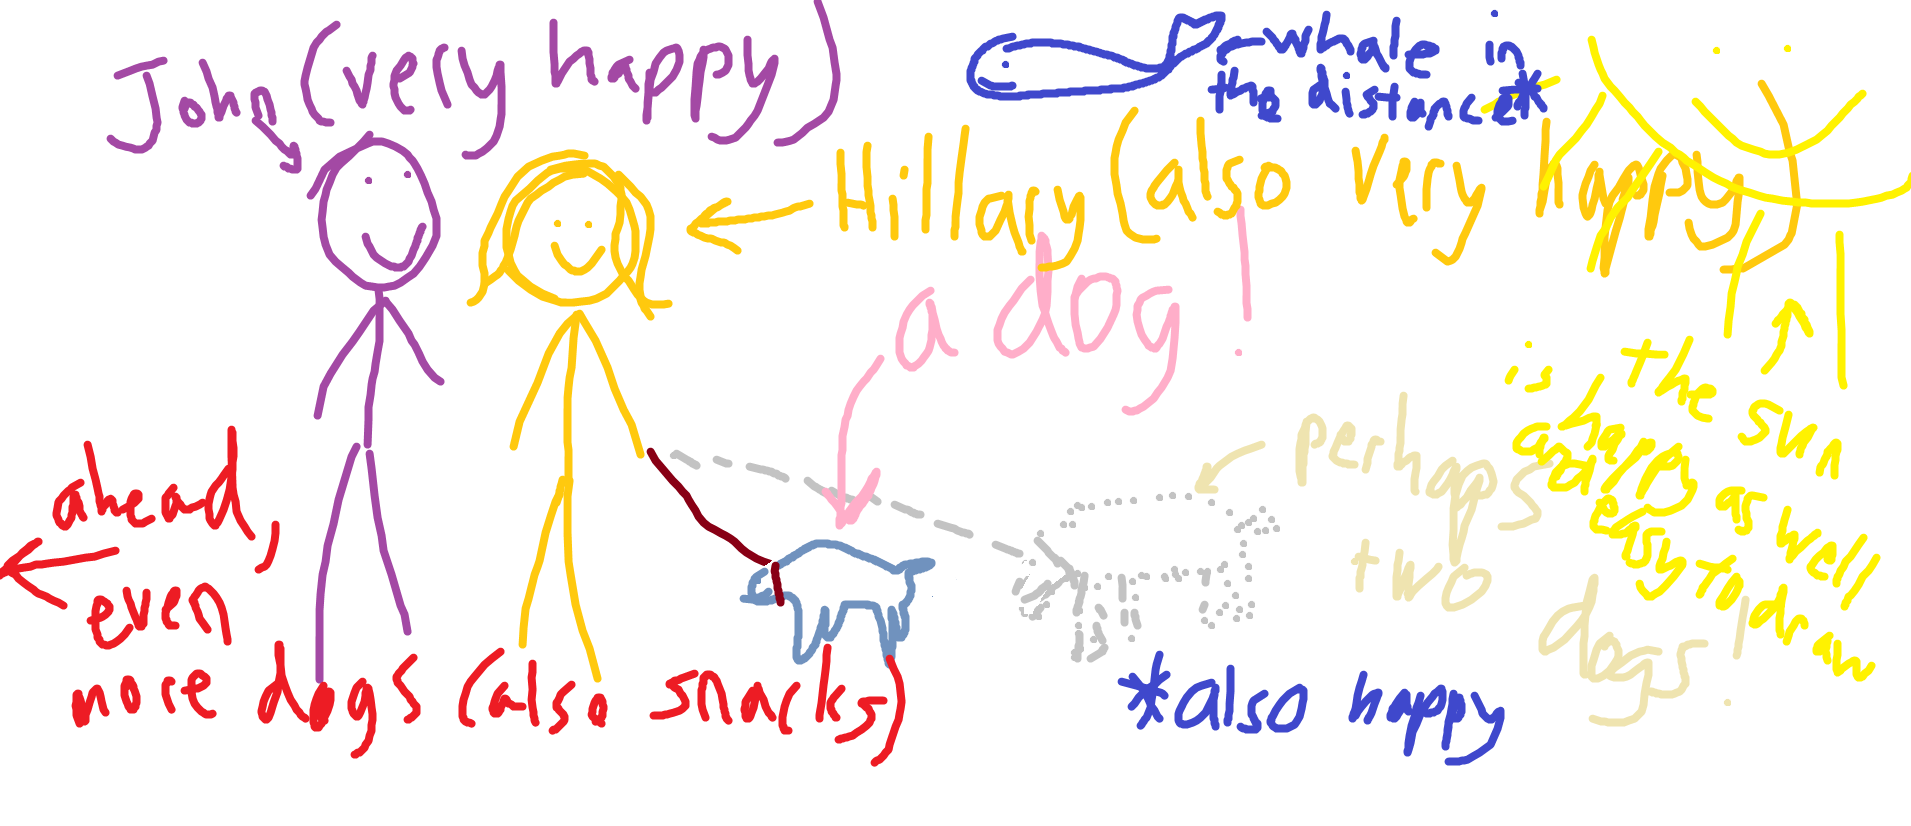 John (very happy)
whale in
the distance*
Hillary (also very happy)
a dog!
the sun
is happy as well
and easy to draw
perhaps
two
dogs!
ahead,
even
more dogs (also snacks)
*also happy